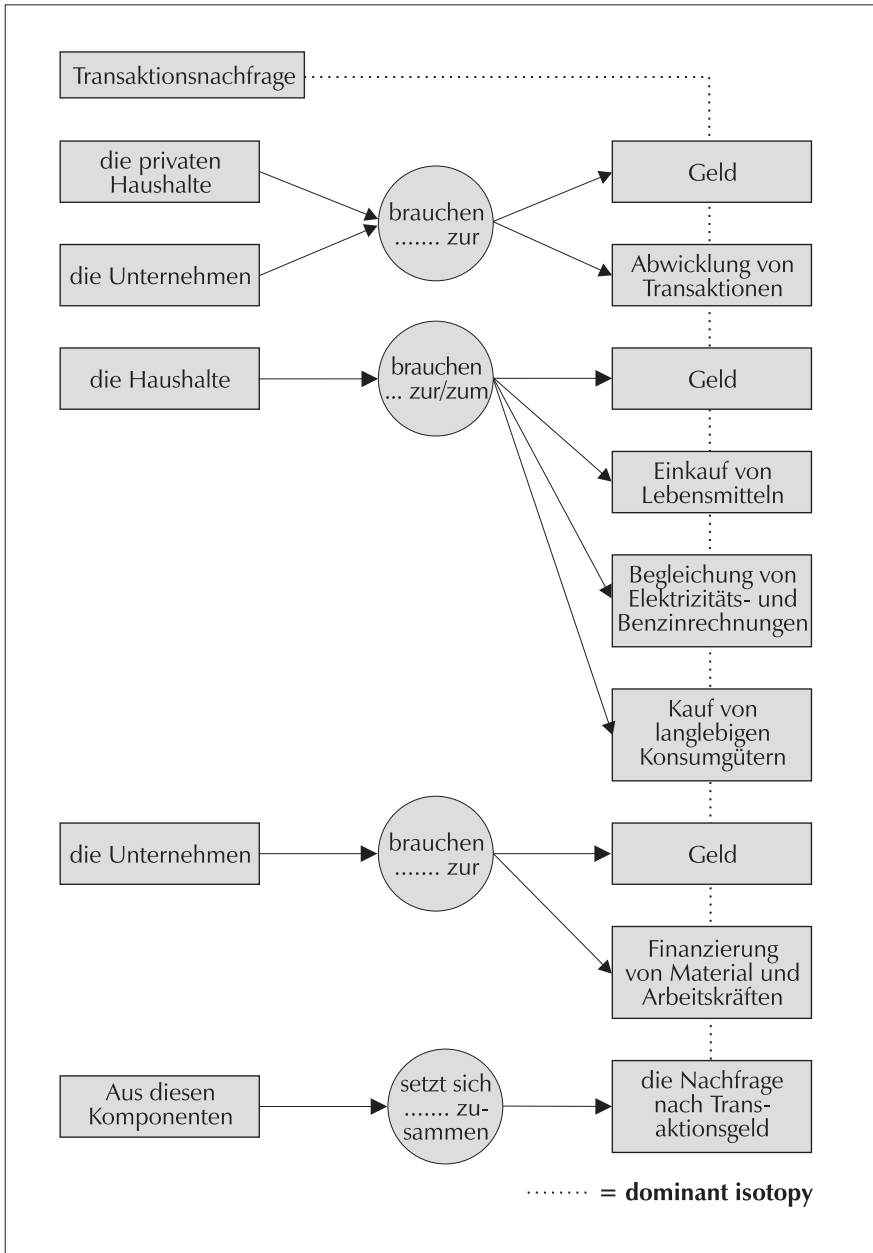 Transaktionsnachfrage
die privaten
Haushalte
die Unternehmen
brauchen
....... zur
Geld
Abwicklung von
Transaktionen
die Haushalte
brauchen
... zur/zum
Geld
Einkauf von
Lebensmitteln
Begleichung von
Elektrizitäts- und
Benzinrechnungen
Kauf von
langlebigen
Konsumgütern
die Unternehmen
brauchen
....... zur
Geld
Finanzierung
von Material und
Arbeitskräften
Aus diesen
Komponenten
setzt sich
....... zu-
sammen
die Nachfrage
nach Trans-
aktionsgeld
........ = dominant isotopy